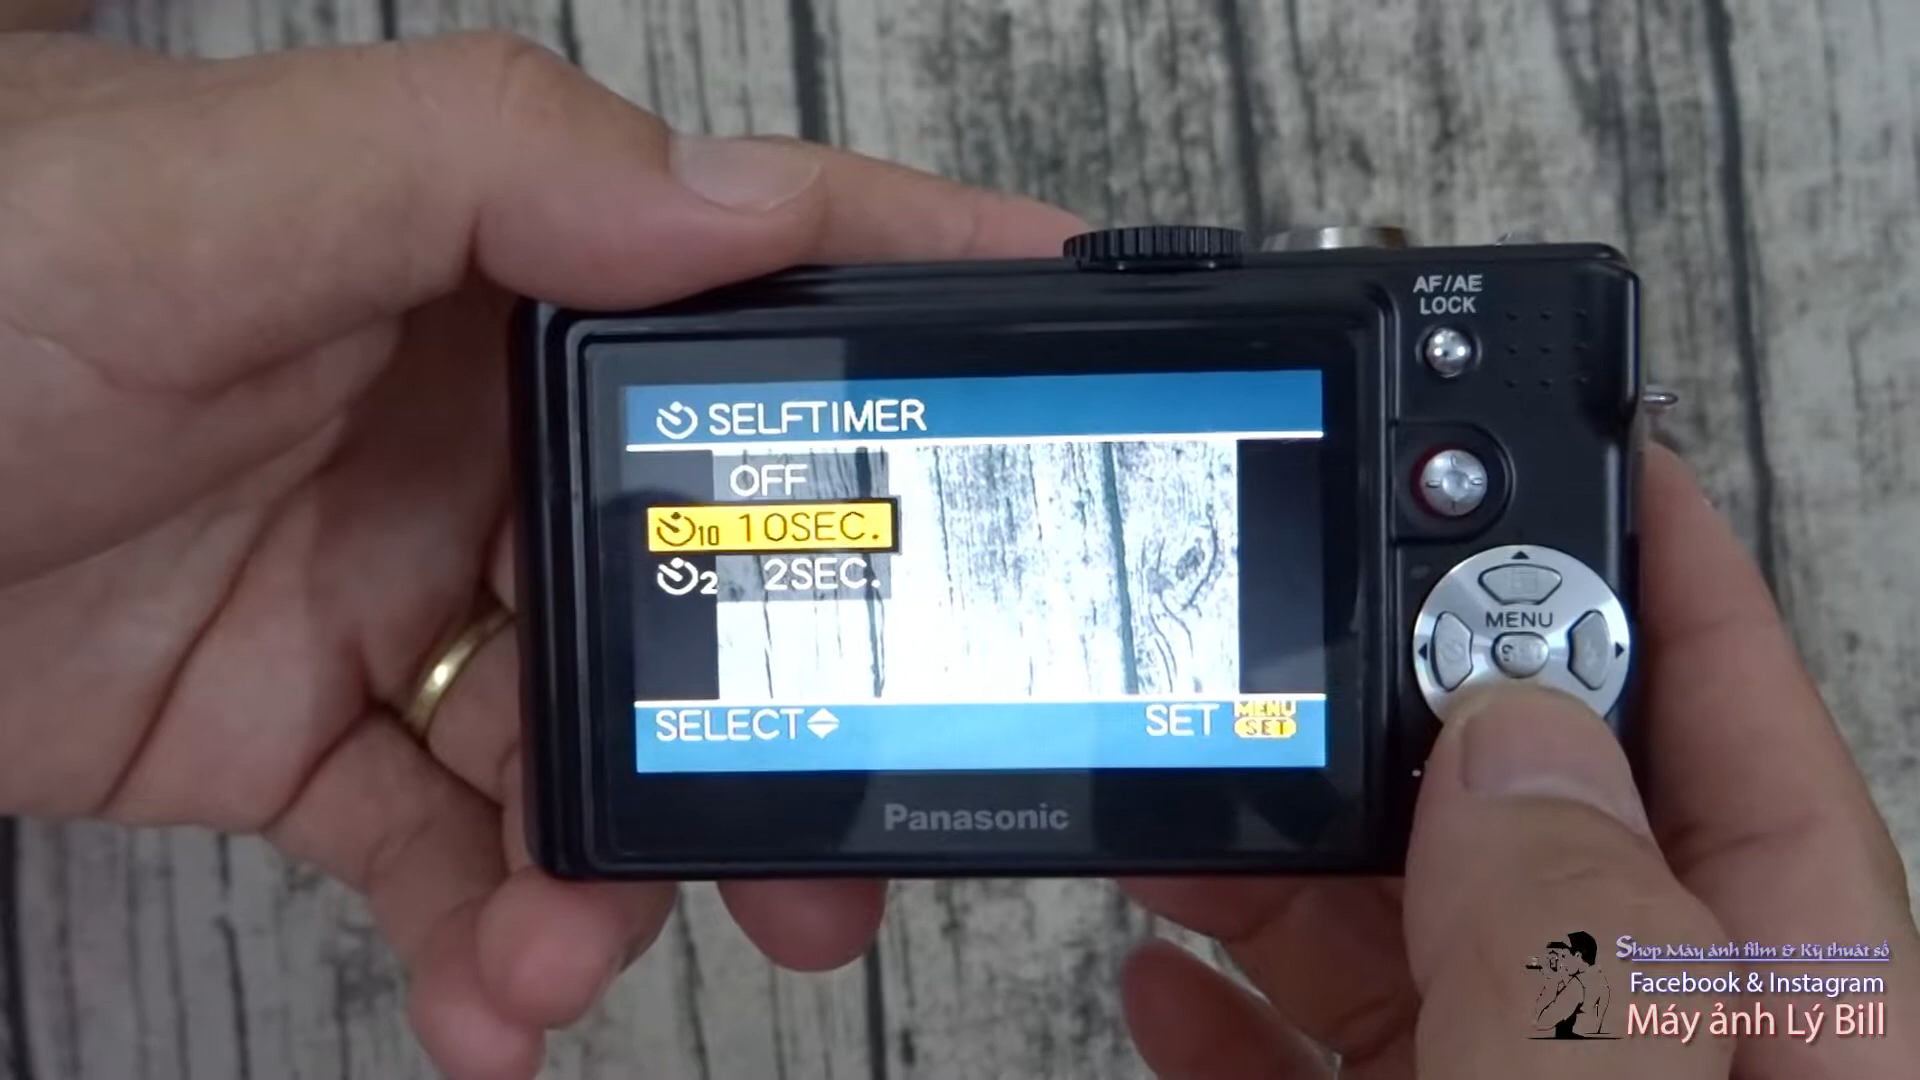 AF/AE
LOCK
SELFTIMER
OFF
10 10SEC.
2 2SEC.
MENU
SELECT
SET MENU
SET
Panasonic
Shop Máy ảnh film & Kỹ thuật số
Facebook & Instagram
Máy ảnh Lý Bill